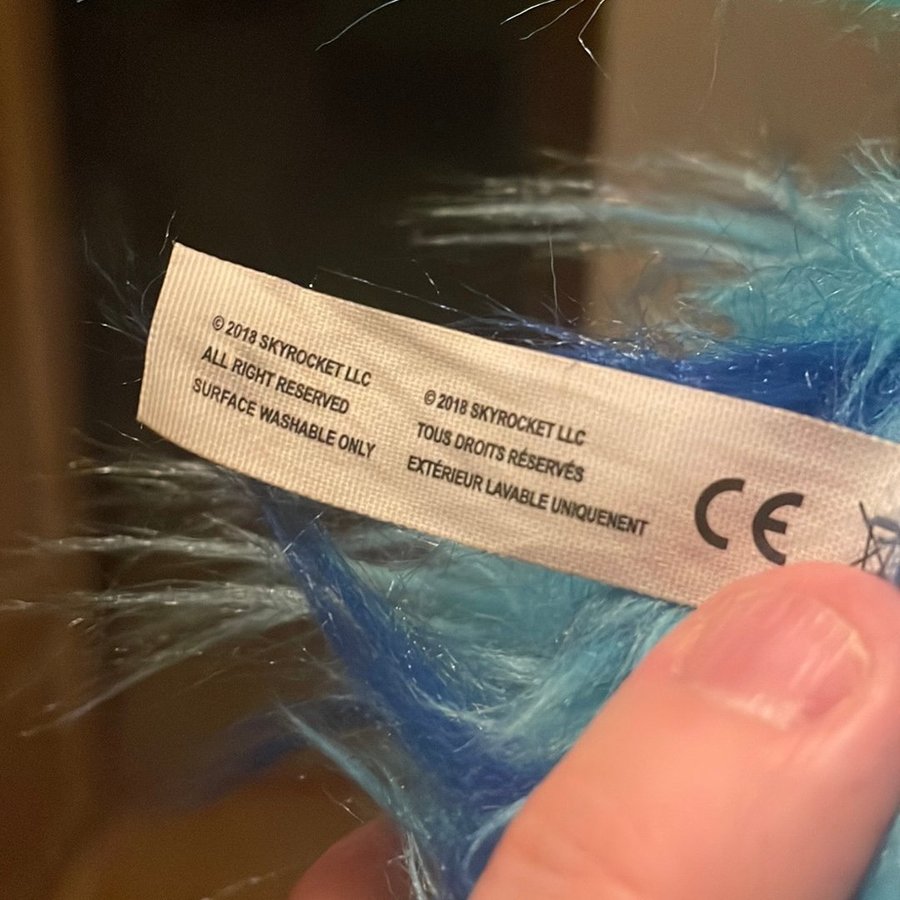 © 2018 SKYROCKET LLC
ALL RIGHT RESERVED
SURFACE WASHABLE ONLY
© 2018 SKYROCKET LLC
TOUS DROITS RÉSERVÉS
EXTÉRIEUR LAVABLE UNIQUENENT
CE